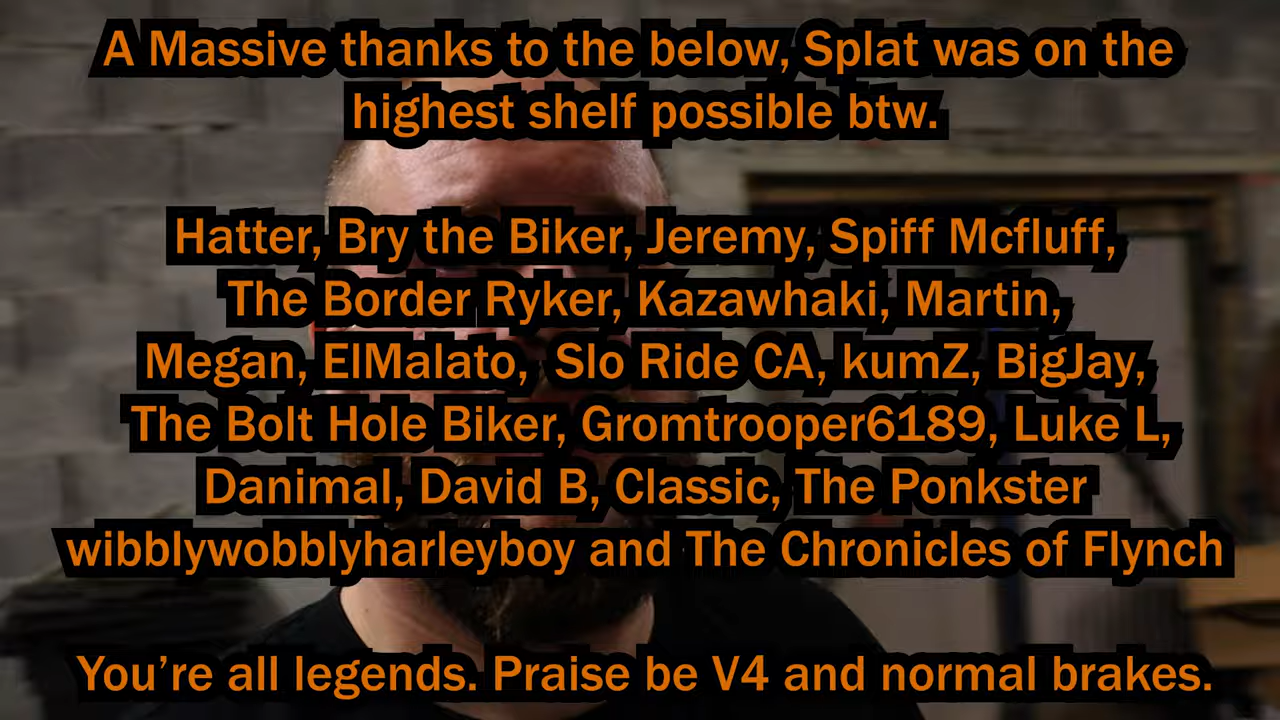 A Massive thanks to the below, Splat was on the
highest shelf possible btw.
Hatter, Bry the Biker, Jeremy, Spiff Mcfluff,
The Border Ryker, Kazawhaki, Martin,
Megan, ElMalato,  Slo Ride CA, kumZ, BigJay,
The Bolt Hole Biker, Gromtrooper6189, Luke L,
Danimal, David B, Classic, The Ponkster
wibblywobblyharleyboy and The Chronicles of Flynch
You’re all legends. Praise be V4 and normal brakes.